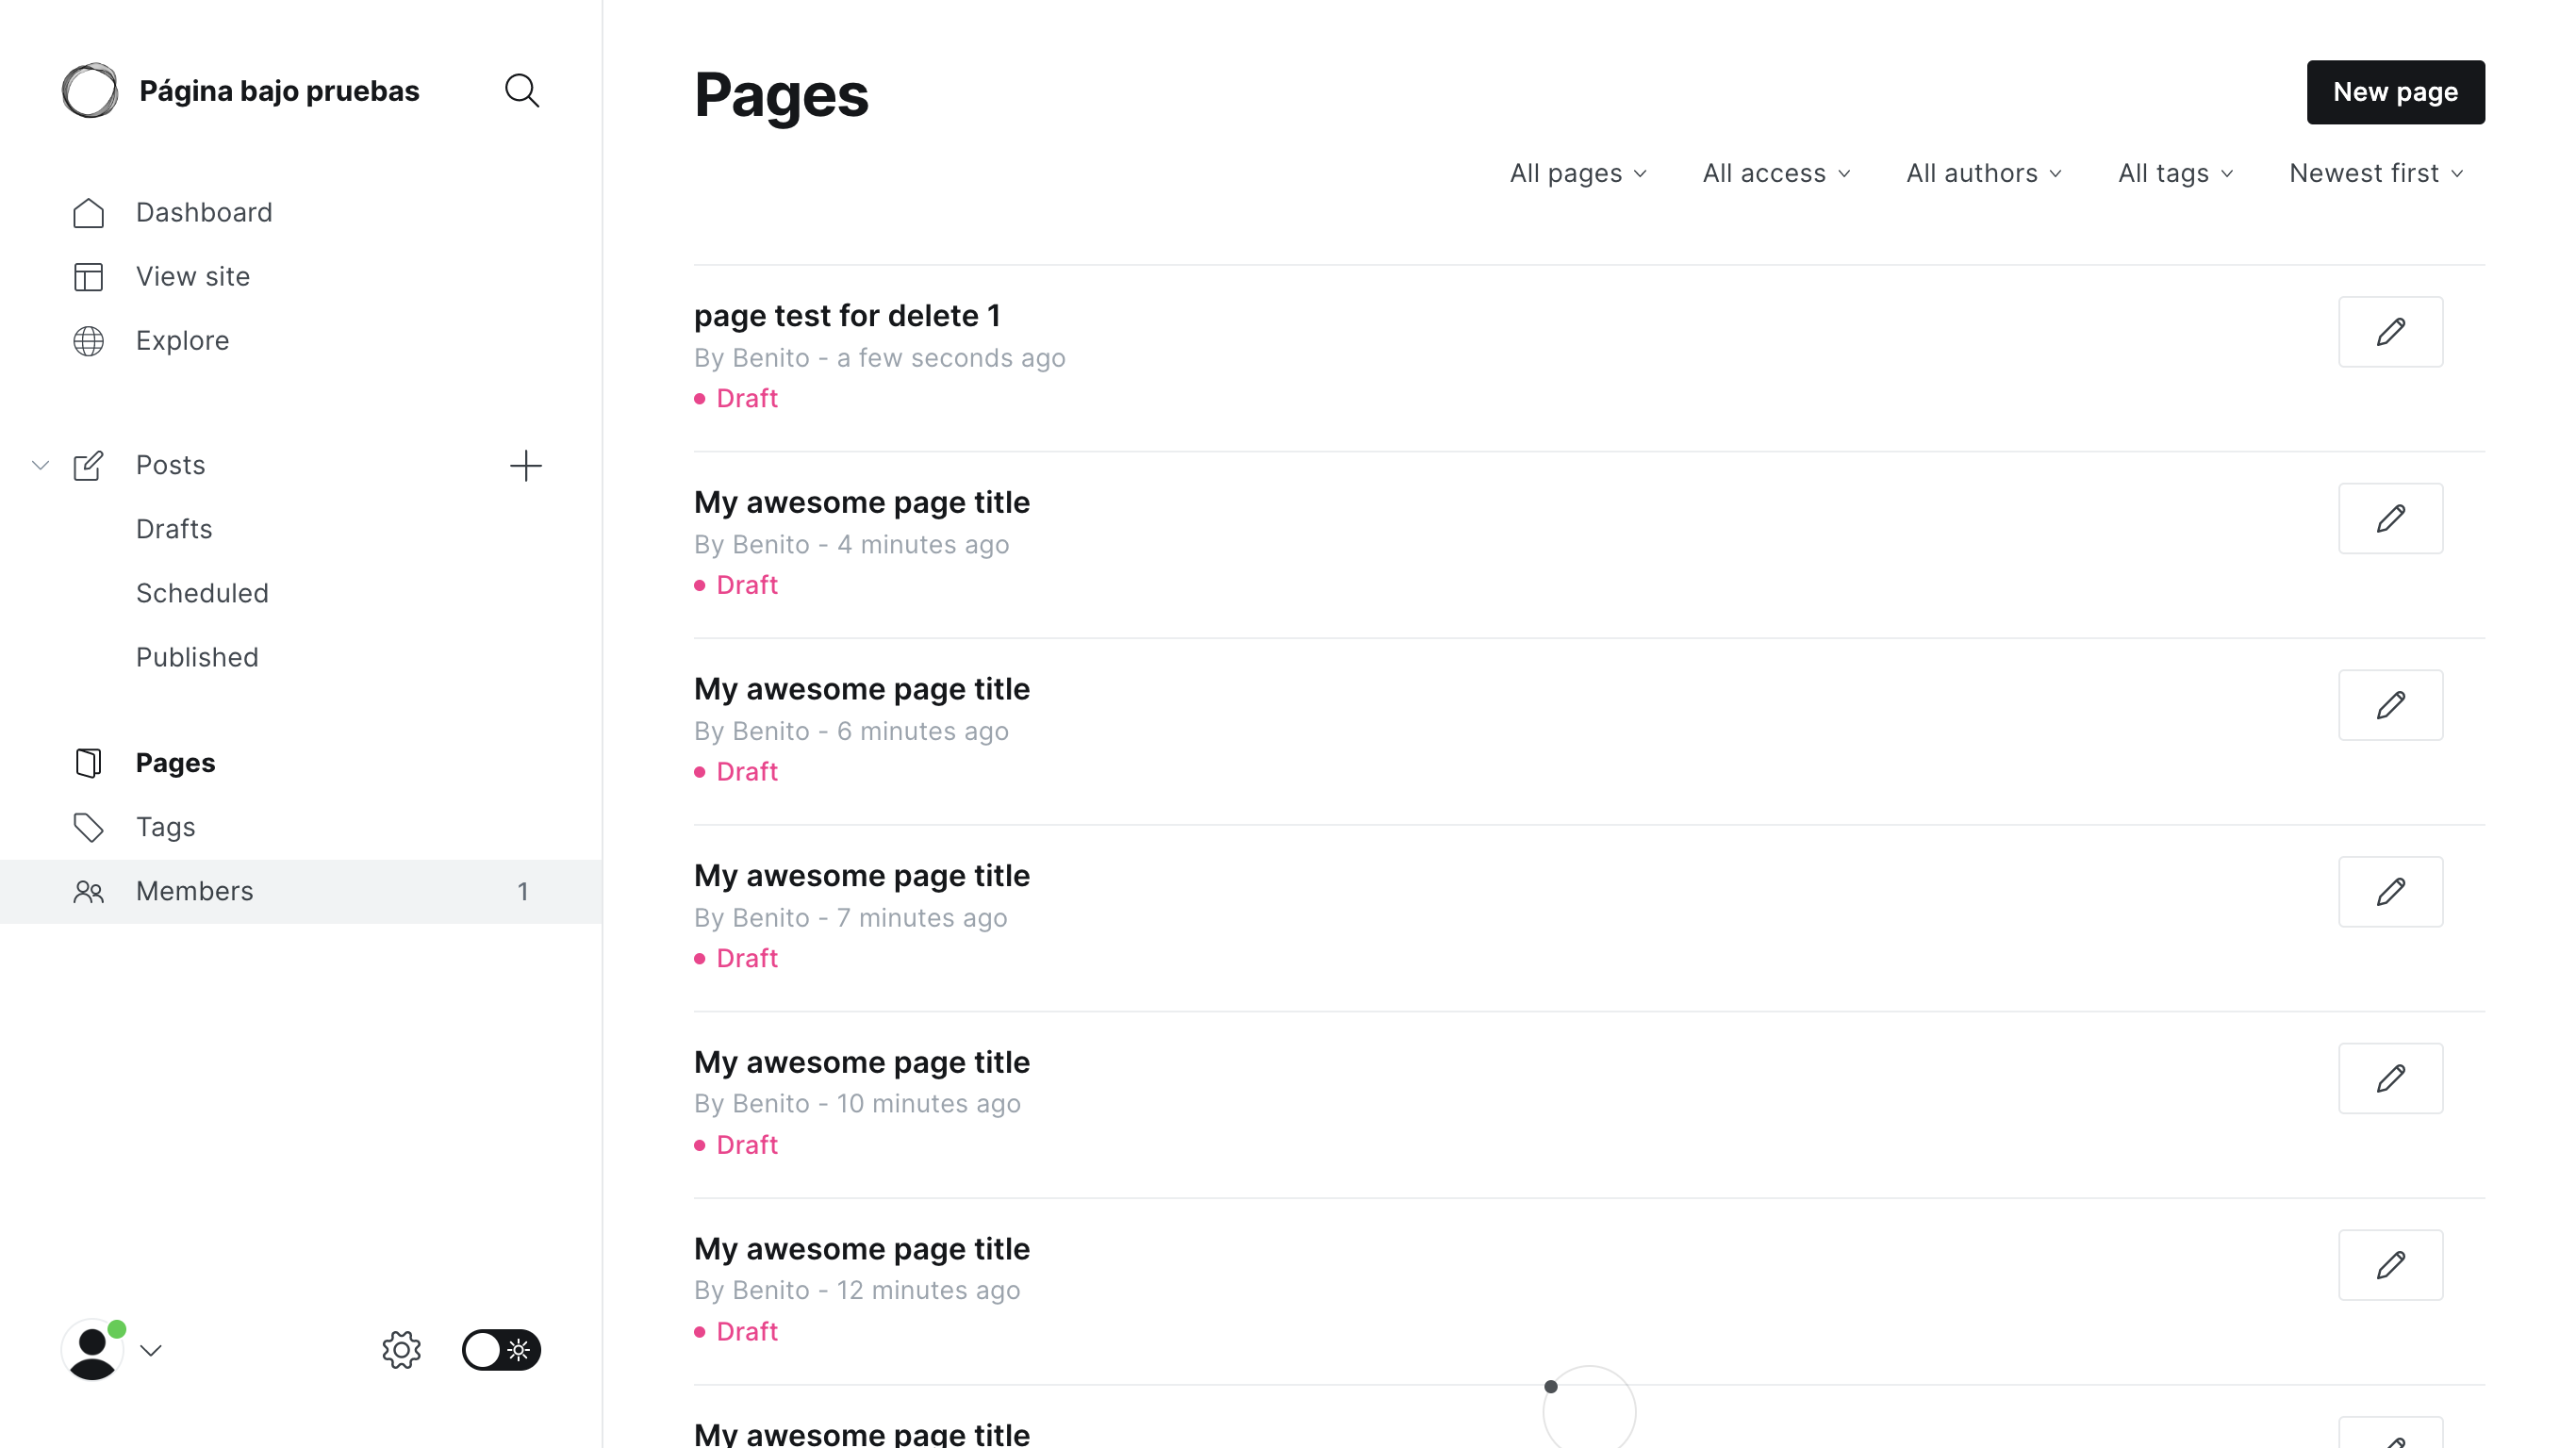 Página bajo pruebas
Dashboard
View site
Explore
Posts
Drafts
Scheduled
Published
Pages
Tags
Members 1
Pages
New page
All pages All access All authors All tags Newest first
page test for delete 1
By Benito - a few seconds ago
Draft
My awesome page title
By Benito - 4 minutes ago
Draft
My awesome page title
By Benito - 6 minutes ago
Draft
My awesome page title
By Benito - 7 minutes ago
Draft
My awesome page title
By Benito - 10 minutes ago
Draft
My awesome page title
By Benito - 12 minutes ago
Draft
My awesome page title